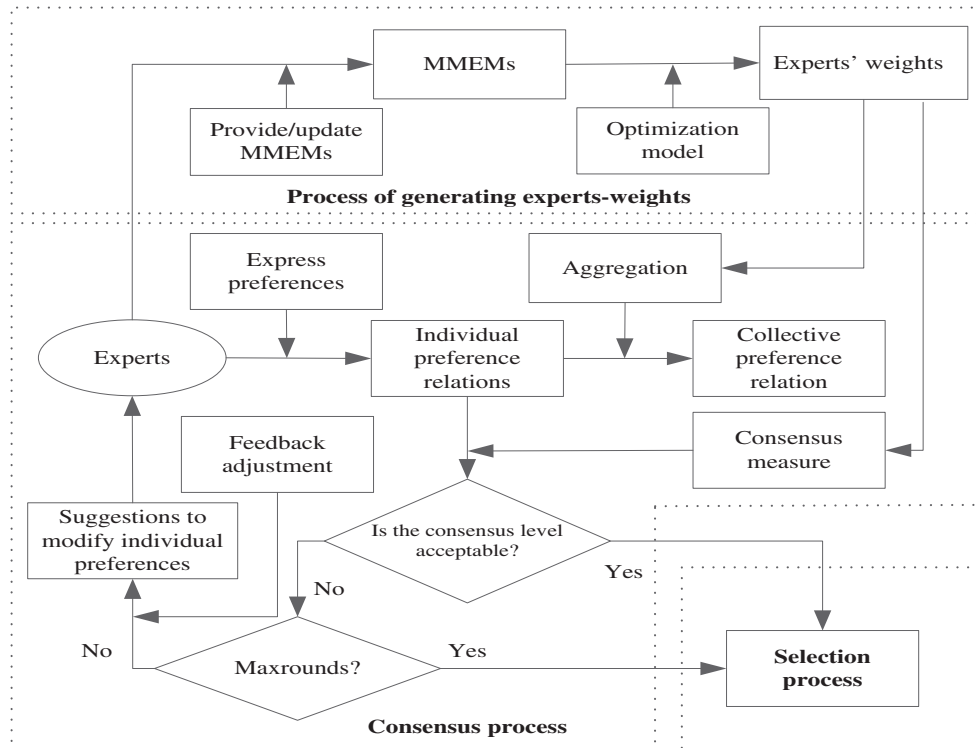 MMEMs
Experts' weights
Provide/update
MMEMs
Optimization
model
Process of generating experts-weights
Express
preferences
Aggregation
Experts
Individual
preference
relations
Collective
preference
relation
Feedback
adjustment
Consensus
measure
Suggestions to
modify individual
preferences
Is the consensus level
acceptable?
No
Yes
No
Maxrounds?
Yes
Selection
process
Consensus process